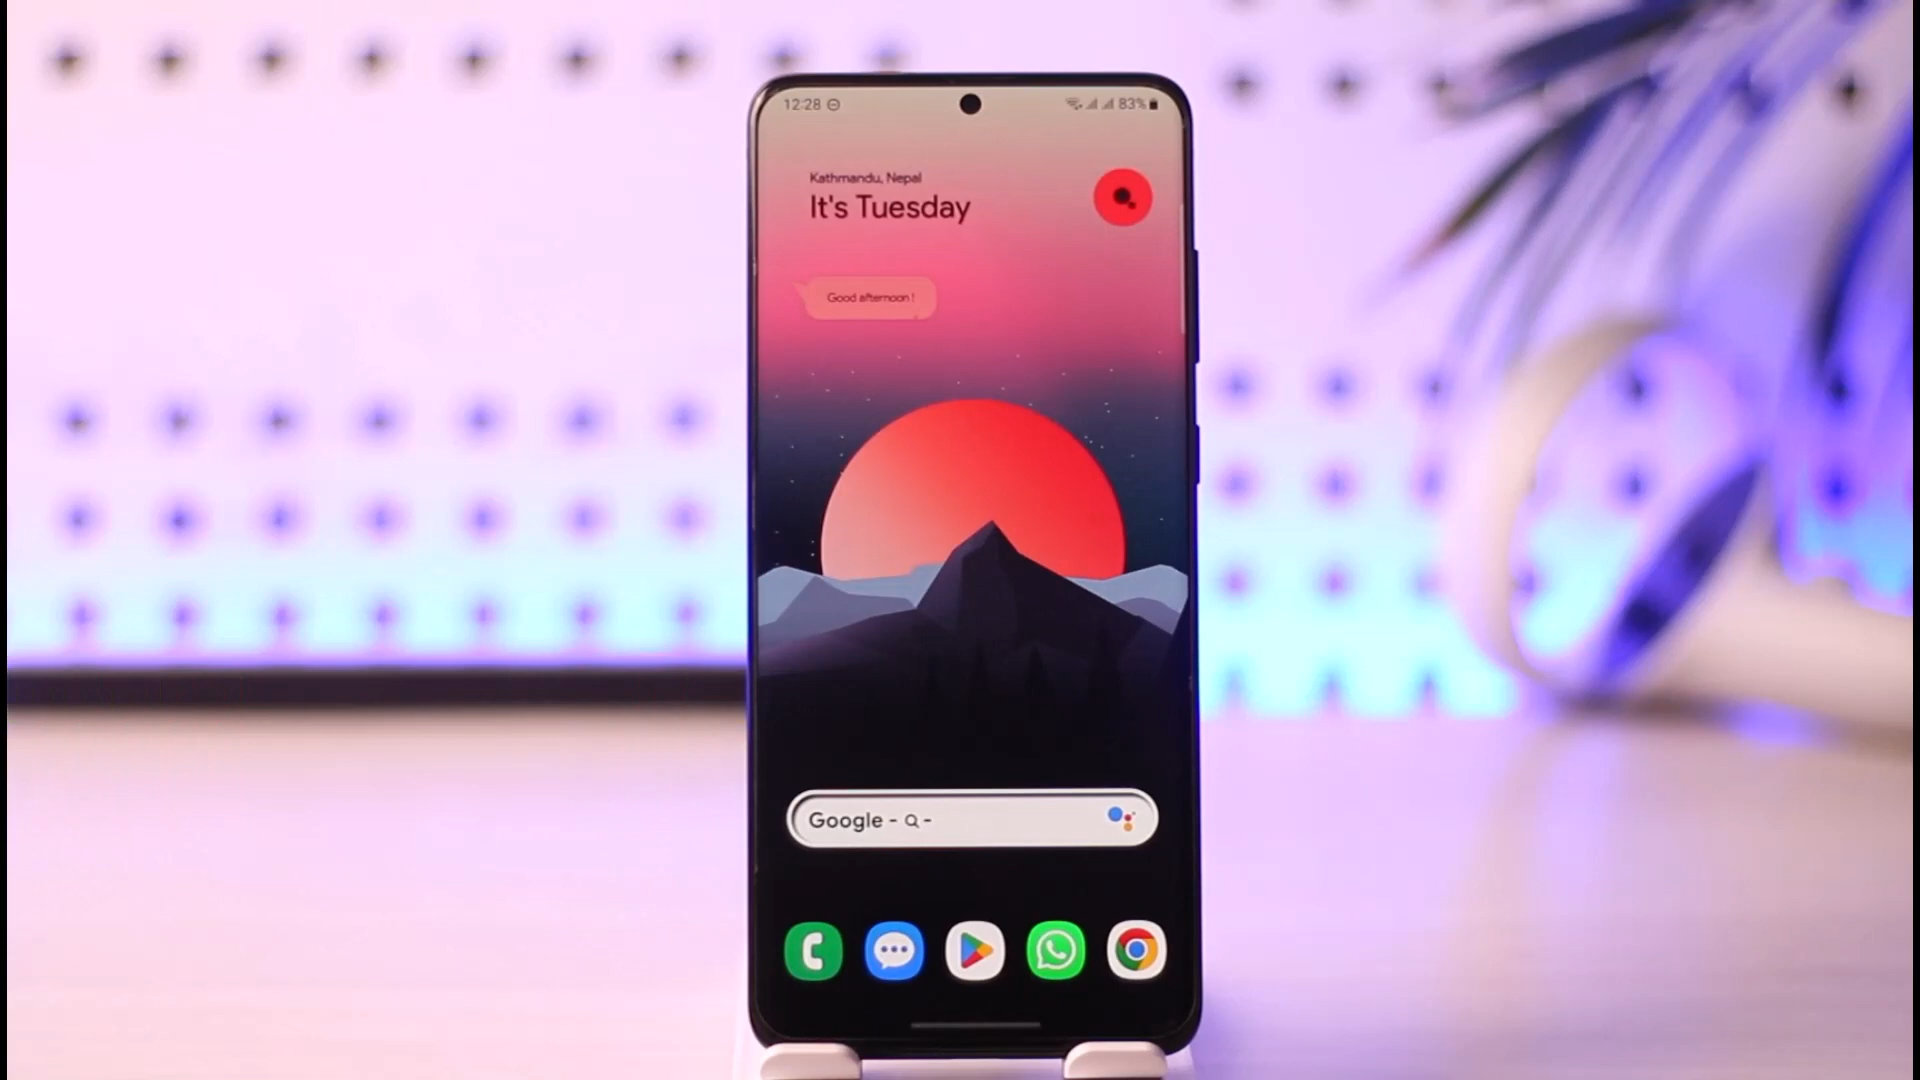 12:28 83%
Kathmandu, Nepal
It's Tuesday
Good afternoon!
Google - -